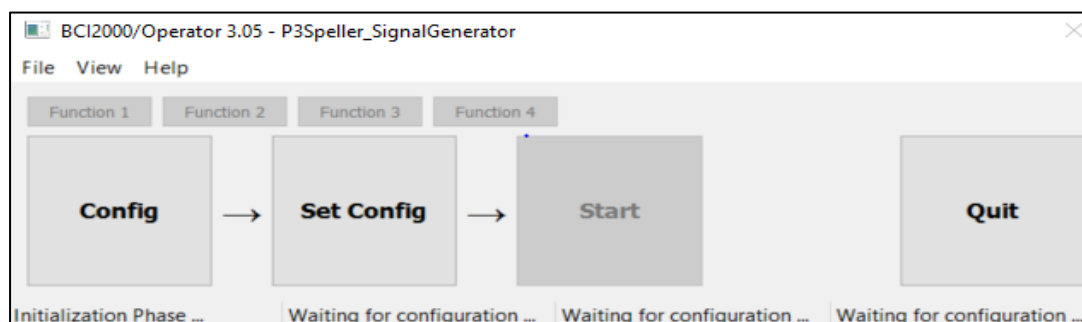 BCI2000/Operator 3.05 - P3Speller_SignalGenerator
File View Help
Function 1 Function 2 Function 3 Function 4
Config → Set Config → Start Quit
Initialization Phase ... Waiting for configuration ... Waiting for configuration ... Waiting for configuration ...